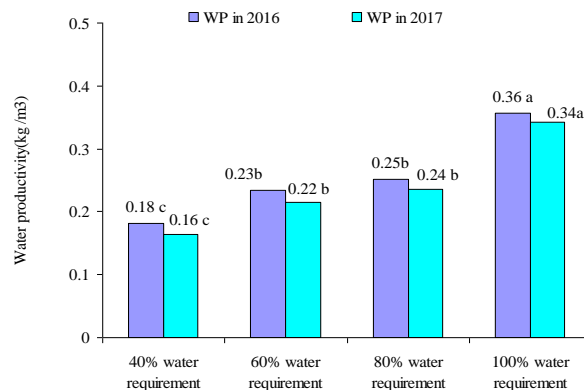 WP in 2016 WP in 2017
0.5
0.4
0.3
0.2
0.1
0
Water productivity(kg /m3)
0.18 c 0.16 c
0.23b 0.22 b
0.25b 0.24 b
0.36 a 0.34a
40% water
requirement
60% water
requirement
80% water
requirement
100% water
requirement